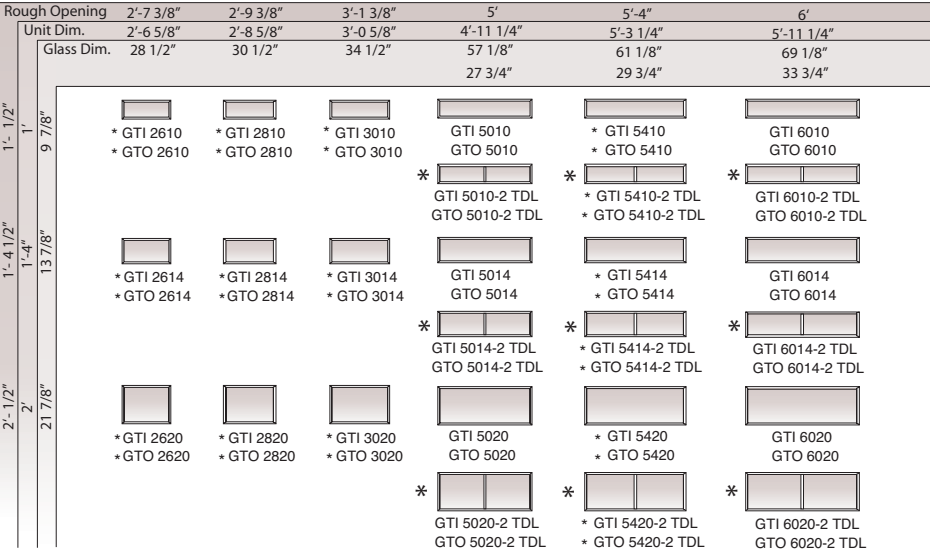 Rough Opening 2'-7 3/8" 2'-9 3/8" 3'-1 3/8" 5' 5'-4" 6'
Unit Dim. 2'-6 5/8" 2'-8 5/8" 3'-0 5/8" 4'-11 1/4" 5'-3 1/4" 5'-11 1/4"
Glass Dim. 28 1/2" 30 1/2" 34 1/2" 57 1/8" 61 1/8" 69 1/8"
27 3/4" 29 3/4" 33 3/4"
1'- 1/2"
1'
9 7/8"
* GTI 2610 * GTI 2810 * GTI 3010 GTI 5010 * GTI 5410 GTI 6010
* GTO 2610 * GTO 2810 * GTO 3010 GTO 5010 * GTO 5410 GTO 6010
* * *
GTI 5010-2 TDL * GTI 5410-2 TDL GTI 6010-2 TDL
GTO 5010-2 TDL * GTO 5410-2 TDL GTO 6010-2 TDL
1'- 4 1/2"
1'-4"
13 7/8"
* GTI 2614 * GTI 2814 * GTI 3014 GTI 5014 * GTI 5414 GTI 6014
* GTO 2614 * GTO 2814 * GTO 3014 GTO 5014 * GTO 5414 GTO 6014
* * *
GTI 5014-2 TDL * GTI 5414-2 TDL GTI 6014-2 TDL
GTO 5014-2 TDL * GTO 5414-2 TDL GTO 6014-2 TDL
2'- 1/2"
2'
21 7/8"
* GTI 2620 * GTI 2820 * GTI 3020 GTI 5020 * GTI 5420 GTI 6020
* GTO 2620 * GTO 2820 * GTO 3020 GTO 5020 * GTO 5420 GTO 6020
* * *
GTI 5020-2 TDL * GTI 5420-2 TDL GTI 6020-2 TDL
GTO 5020-2 TDL * GTO 5420-2 TDL GTO 6020-2 TDL